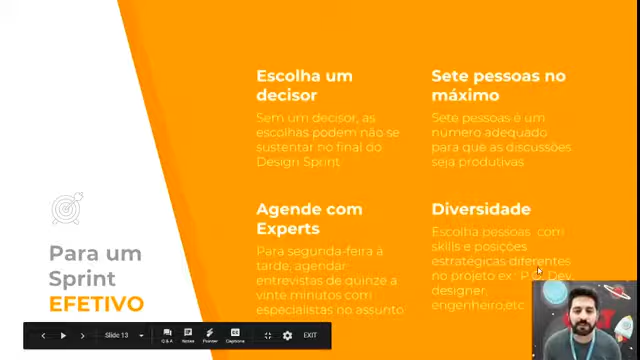 Escolha um
decisor
Sem um decisor, as
escolhas podem não se
sustentar no final do
Design Sprint
Sete pessoas no
máximo
Sete pessoas é um
número adequado
para que as discussões
seja produtivas
Agende com
Experts
Para segunda-feira à
tarde, agendar
entrevistas de quinze a
vinte minutos com
especialistas no assunto
Diversidade
Escolha pessoas com
skills e posições
estratégicas diferentes
no projeto ex: P.O, Dev,
designer,
engenheiro,etc
Para um
Sprint
EFETIVO
Slide 13
Q & A
Notes
Pointer
Captions
EXIT